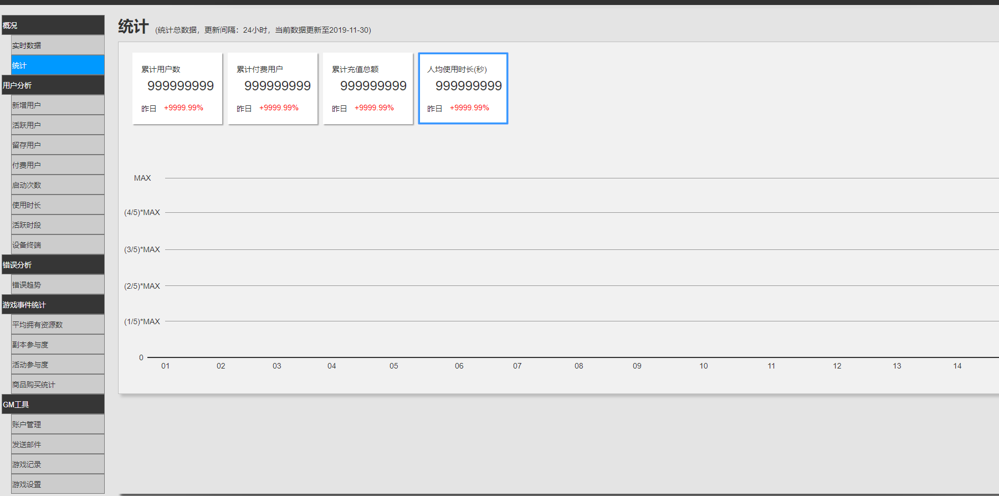 概况
实时数据
统计
用户分析
新增用户
活跃用户
留存用户
付费用户
启动次数
使用时长
活跃时段
设备终端
错误分析
错误趋势
游戏事件统计
平均拥有资源数
副本参与度
活动参与度
商品购买统计
GM工具
账户管理
发送邮件
游戏记录
游戏设置
统计 (统计总数据，更新间隔：24小时，当前数据更新至2019-11-30)
累计用户数
999999999
昨日 +9999.99%
累计付费用户
999999999
昨日 +9999.99%
累计充值总额
999999999
昨日 +9999.99%
人均使用时长(秒)
999999999
昨日 +9999.99%
MAX
(4/5)*MAX
(3/5)*MAX
(2/5)*MAX
(1/5)*MAX
0
01 02 03 04 05 06 07 08 09 10 11 12 13 14